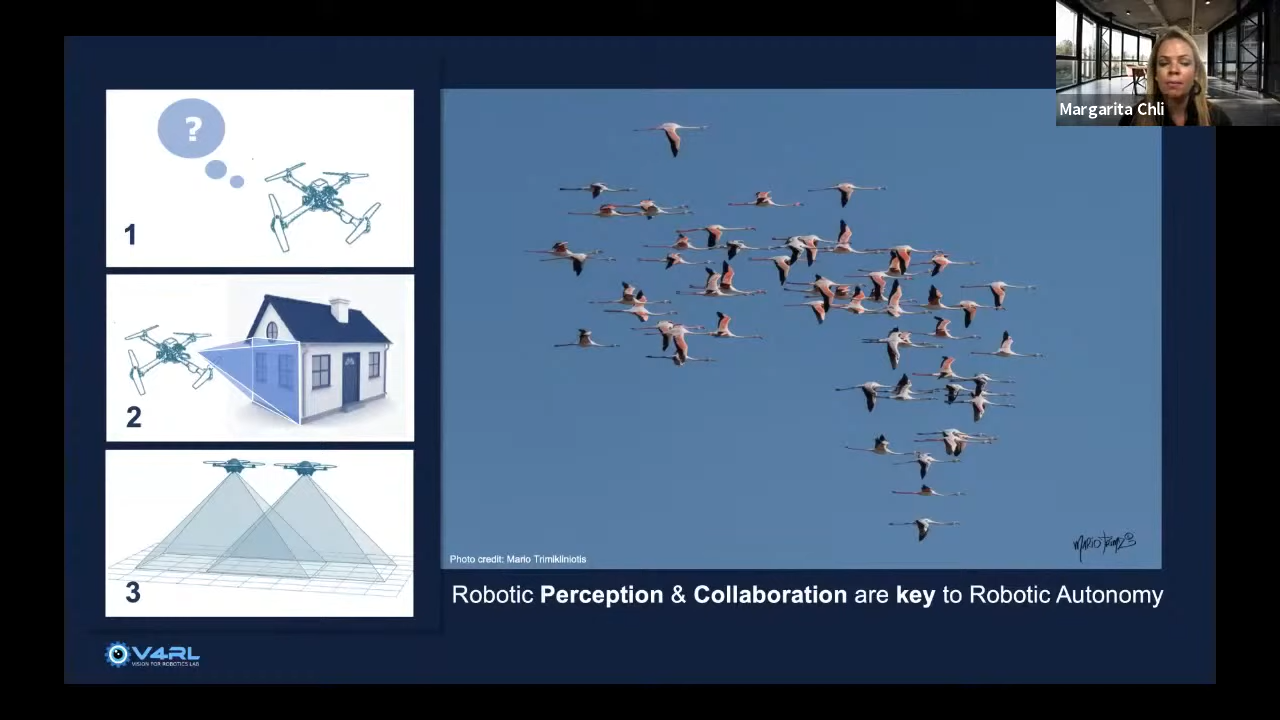 Margarita Chli
?
1
2
3
Photo credit: Mario Trimikliniotis
Robotic Perception & Collaboration are key to Robotic Autonomy
V4RL
VISION FOR ROBOTICS LAB